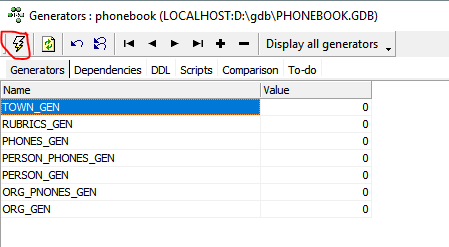 Generators : phonebook (LOCALHOST:D:\gdb\PHONEBOOK.GDB)
Display all generators
Generators Dependencies DDL Scripts Comparison To-do
Name Value
TOWN_GEN 0
RUBRICS_GEN 0
PHONES_GEN 0
PERSON_PHONES_GEN 0
PERSON_GEN 0
ORG_PNONES_GEN 0
ORG_GEN 0